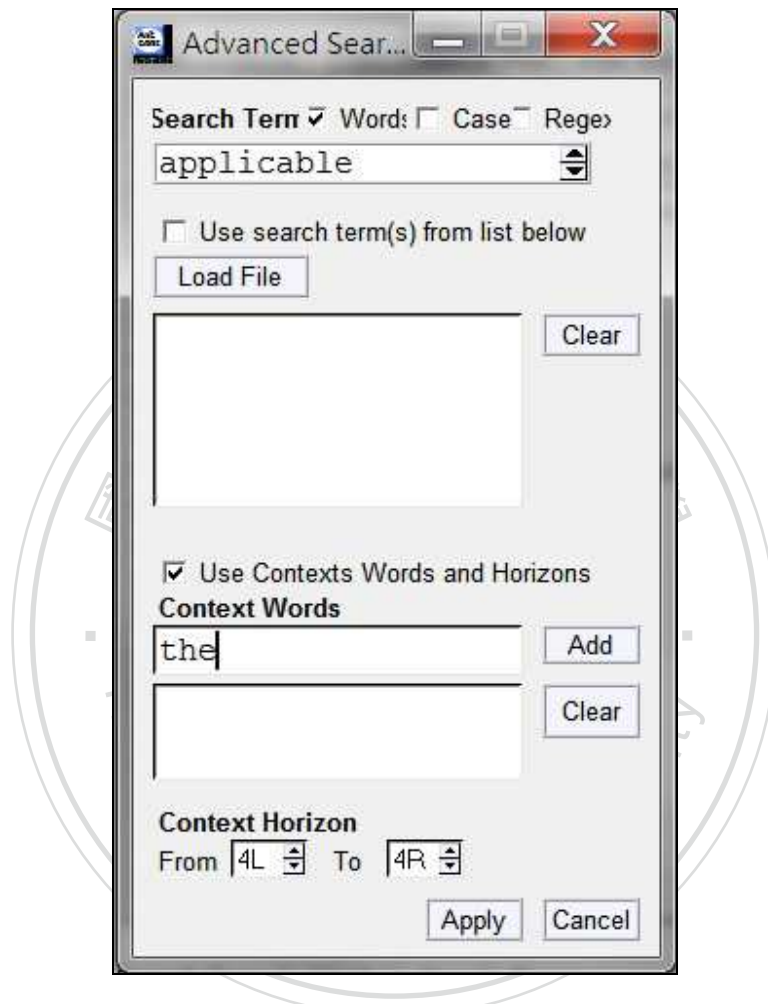 Advanced Sear...
Search Tern Words Case Regex
applicable
Use search term(s) from list below
Load File
Clear
Use Contexts Words and Horizons
Context Words
the
Add
Clear
Context Horizon
From 4L To 4R
Apply Cancel